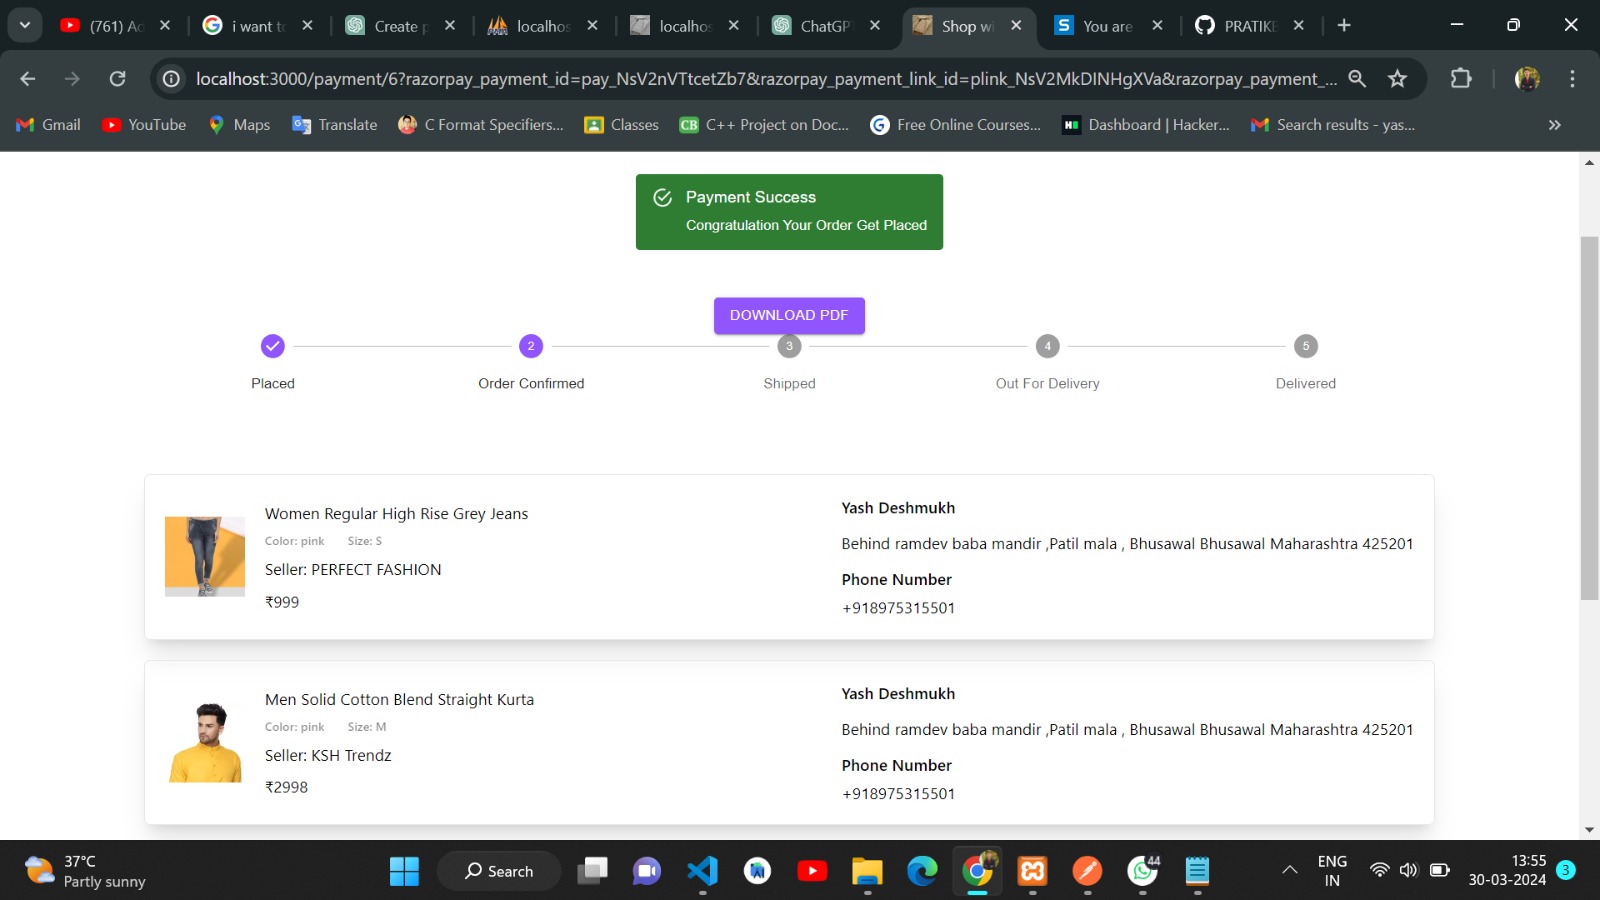 (761) Ac
i want to
Create p
localhos
localhos
ChatGPT
Shop wi
You are
PRATIKB
localhost:3000/payment/6?razorpay_payment_id=pay_NsV2nVTtcetZb7&razorpay_payment_link_id=plink_NsV2MkDINHgXVa&razorpay_payment_...
Gmail
YouTube
Maps
Translate
C Format Specifiers...
Classes
C++ Project on Doc...
Free Online Courses...
Dashboard | Hacker...
Search results - yas...
Payment Success
Congratulation Your Order Get Placed
DOWNLOAD PDF
2
3
4
5
Placed
Order Confirmed
Shipped
Out For Delivery
Delivered
Women Regular High Rise Grey Jeans
Color: pink Size: S
Seller: PERFECT FASHION
₹999
Yash Deshmukh
Behind ramdev baba mandir ,Patil mala , Bhusawal Bhusawal Maharashtra 425201
Phone Number
+918975315501
Men Solid Cotton Blend Straight Kurta
Color: pink Size: M
Seller: KSH Trendz
₹2998
Yash Deshmukh
Behind ramdev baba mandir ,Patil mala , Bhusawal Bhusawal Maharashtra 425201
Phone Number
+918975315501
37°C
Partly sunny
Search
44
ENG
IN
13:55
30-03-2024
3